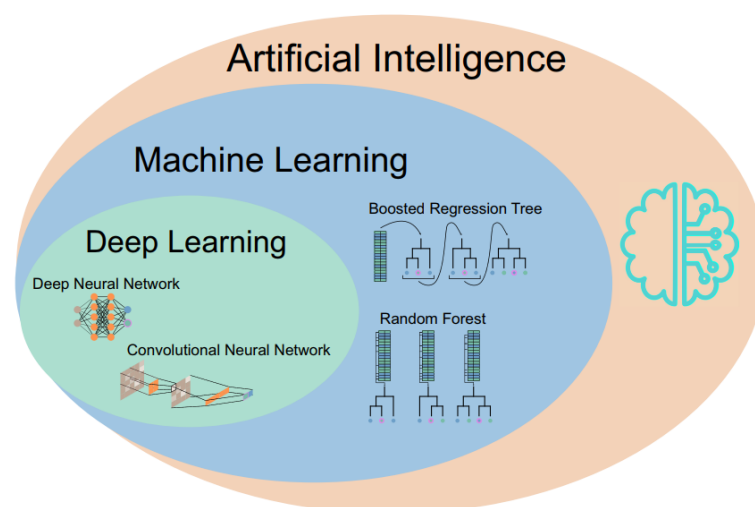 Artificial Intelligence
Machine Learning
Boosted Regression Tree
Deep Learning
Deep Neural Network
Random Forest
Convolutional Neural Network